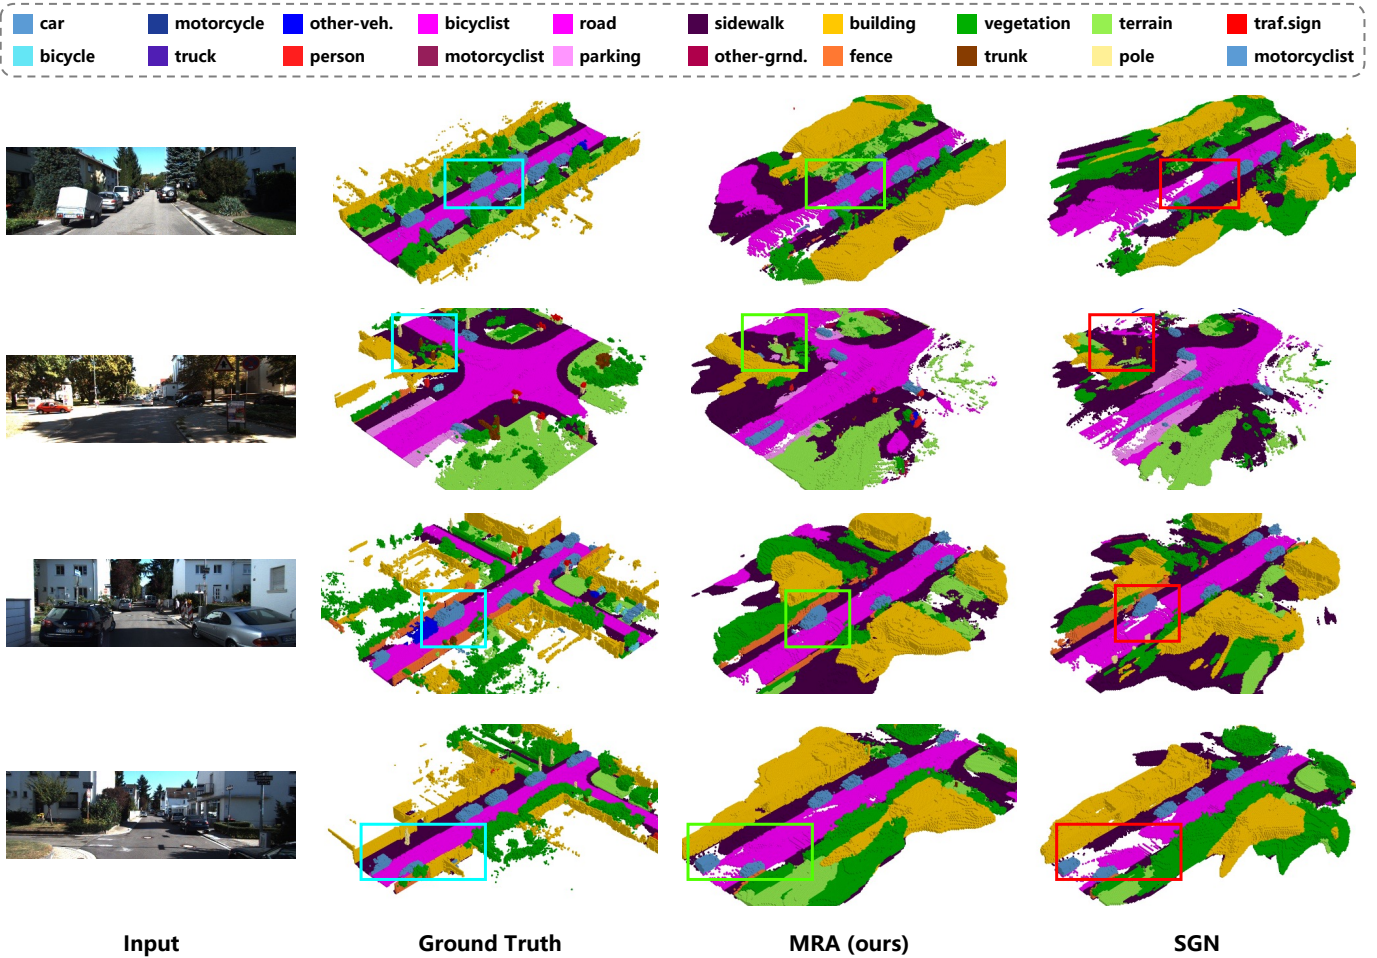 car motorcycle other-veh. bicyclist road sidewalk building vegetation terrain traf.sign
bicycle truck person motorcyclist parking other-grnd. fence trunk pole motorcyclist
Input Ground Truth MRA (ours) SGN